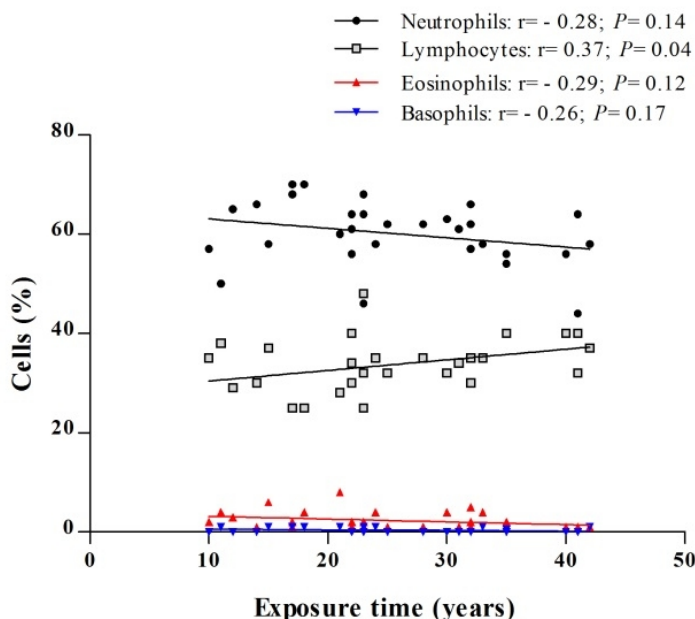 Neutrophils: r= - 0.28; P= 0.14
Lymphocytes: r= 0.37; P= 0.04
Eosinophils: r= - 0.29; P= 0.12
Basophils: r= - 0.26; P= 0.17
80
60
40
20
0
Cells (%)
0 10 20 30 40 50
Exposure time (years)